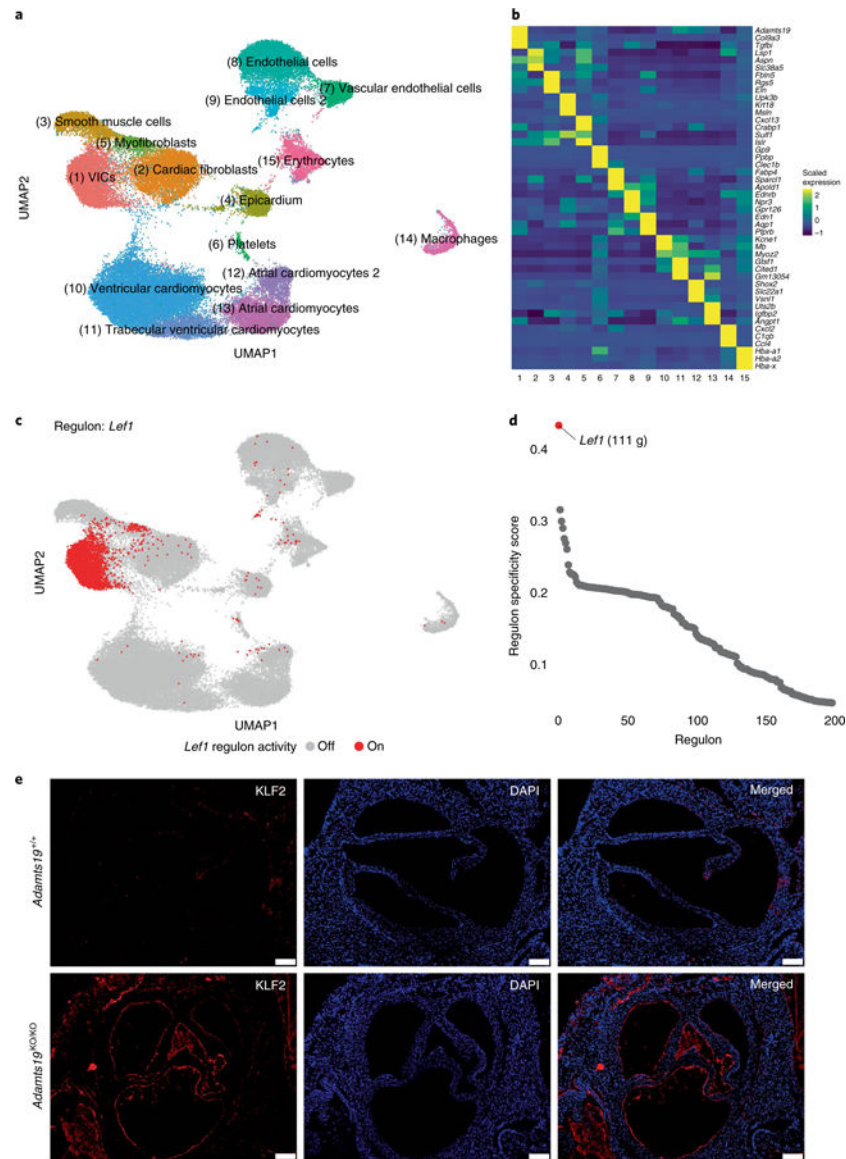 a
(8) Endothelial cells
(7) Vascular endothelial cells
(9) Endothelial cells 2
(3) Smooth muscle cells
(5) Myofibroblasts
(15) Erythrocytes
(2) Cardiac fibroblasts
(1) VICs
(4) Epicardium
(6) Platelets
(14) Macrophages
(12) Atrial cardiomyocytes 2
(10) Ventricular cardiomyocytes
(13) Atrial cardiomyocytes
(11) Trabecular ventricular cardiomyocytes
UMAP2
UMAP1
b
Adamts19
Col9a3
Tgfbi
Lsp1
Aspn
Slc38a5
Fbln5
Rgs5
Eln
Upk3b
Krt18
Msln
Cxcl13
Crabp1
Sulf1
Islr
Gp9
Ppbp
Clec1b
Fabp4
Sparcl1
Apold1
Ednrb
Npr3
Gpr126
Edn1
Aqp1
Ptprb
Kcne1
Mb
Myoz2
Cited1
Gm13054
Shox2
Slc22a1
Vsnl1
Uts2b
Igfbp2
Angpt1
Cxcl2
C1qb
Ccl4
Hba-a1
Hba-a2
Hba-x
Scaled
expression
2
1
0
−1
1 2 3 4 5 6 7 8 9 10 11 12 13 14 15
c
Regulon: Lef1
UMAP2
UMAP1
Lef1 regulon activity Off On
d
Lef1 (111 g)
Regulon specificity score
0.4
0.3
0.2
0.1
0 50 100 150 200
Regulon
e
KLF2 DAPI Merged
Adamts19+/+
KLF2 DAPI Merged
Adamts19KO/KO